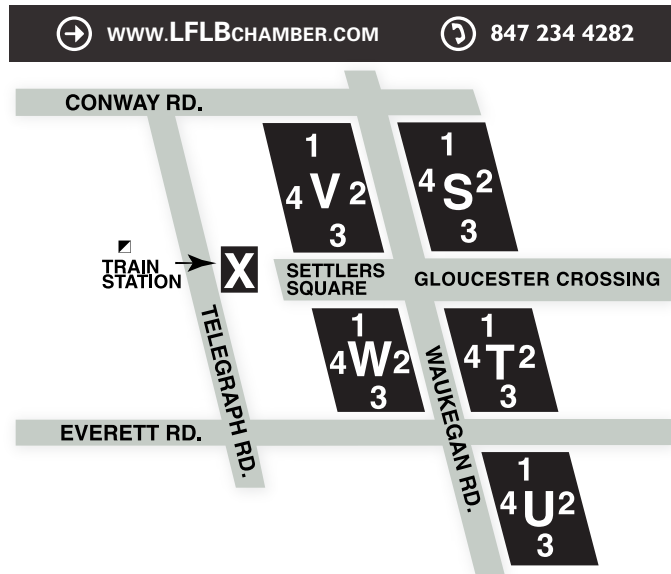 WWW.LFLBCHAMBER.COM 847 234 4282
CONWAY RD.
1
4 V 2
3
1
4 S 2
3
TRAIN
STATION
X
SETTLERS
SQUARE
GLOUCESTER CROSSING
TELEGRAPH RD.
1
4 W 2
3
WAUKEGAN RD.
1
4 T 2
3
EVERETT RD.
1
4 U 2
3